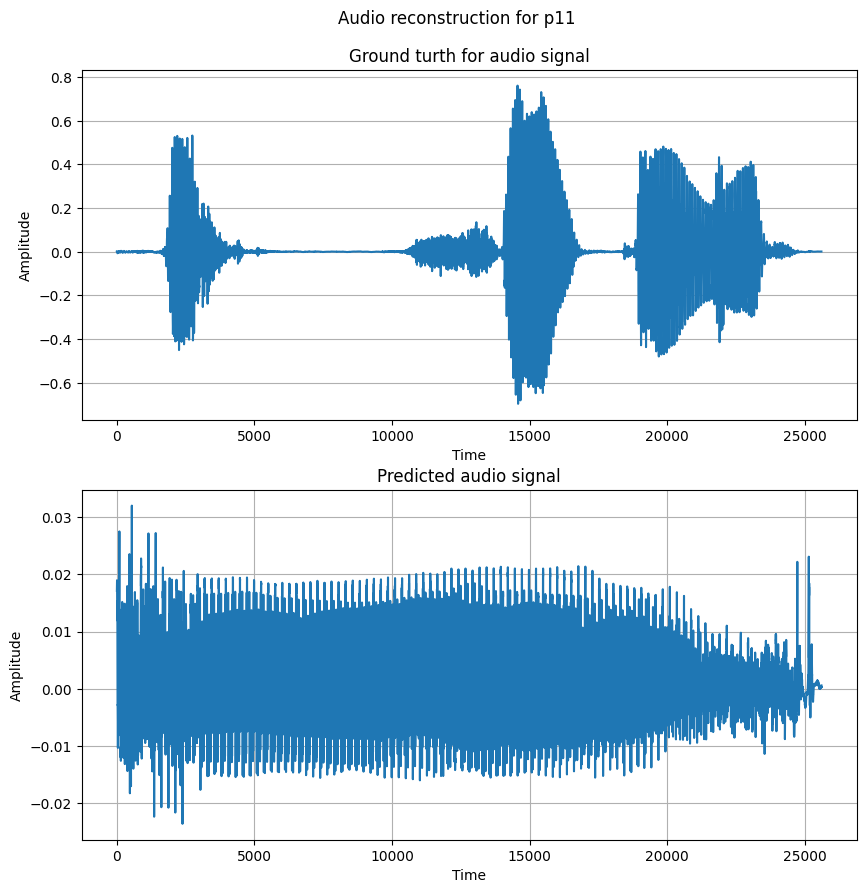 Audio reconstruction for p11
Ground turth for audio signal
0.8
0.6
0.4
0.2
0.0
−0.2
−0.4
−0.6
Amplitude
0 5000 10000 15000 20000 25000
Time
Predicted audio signal
0.03
0.02
0.01
0.00
−0.01
−0.02
Amplitude
0 5000 10000 15000 20000 25000
Time